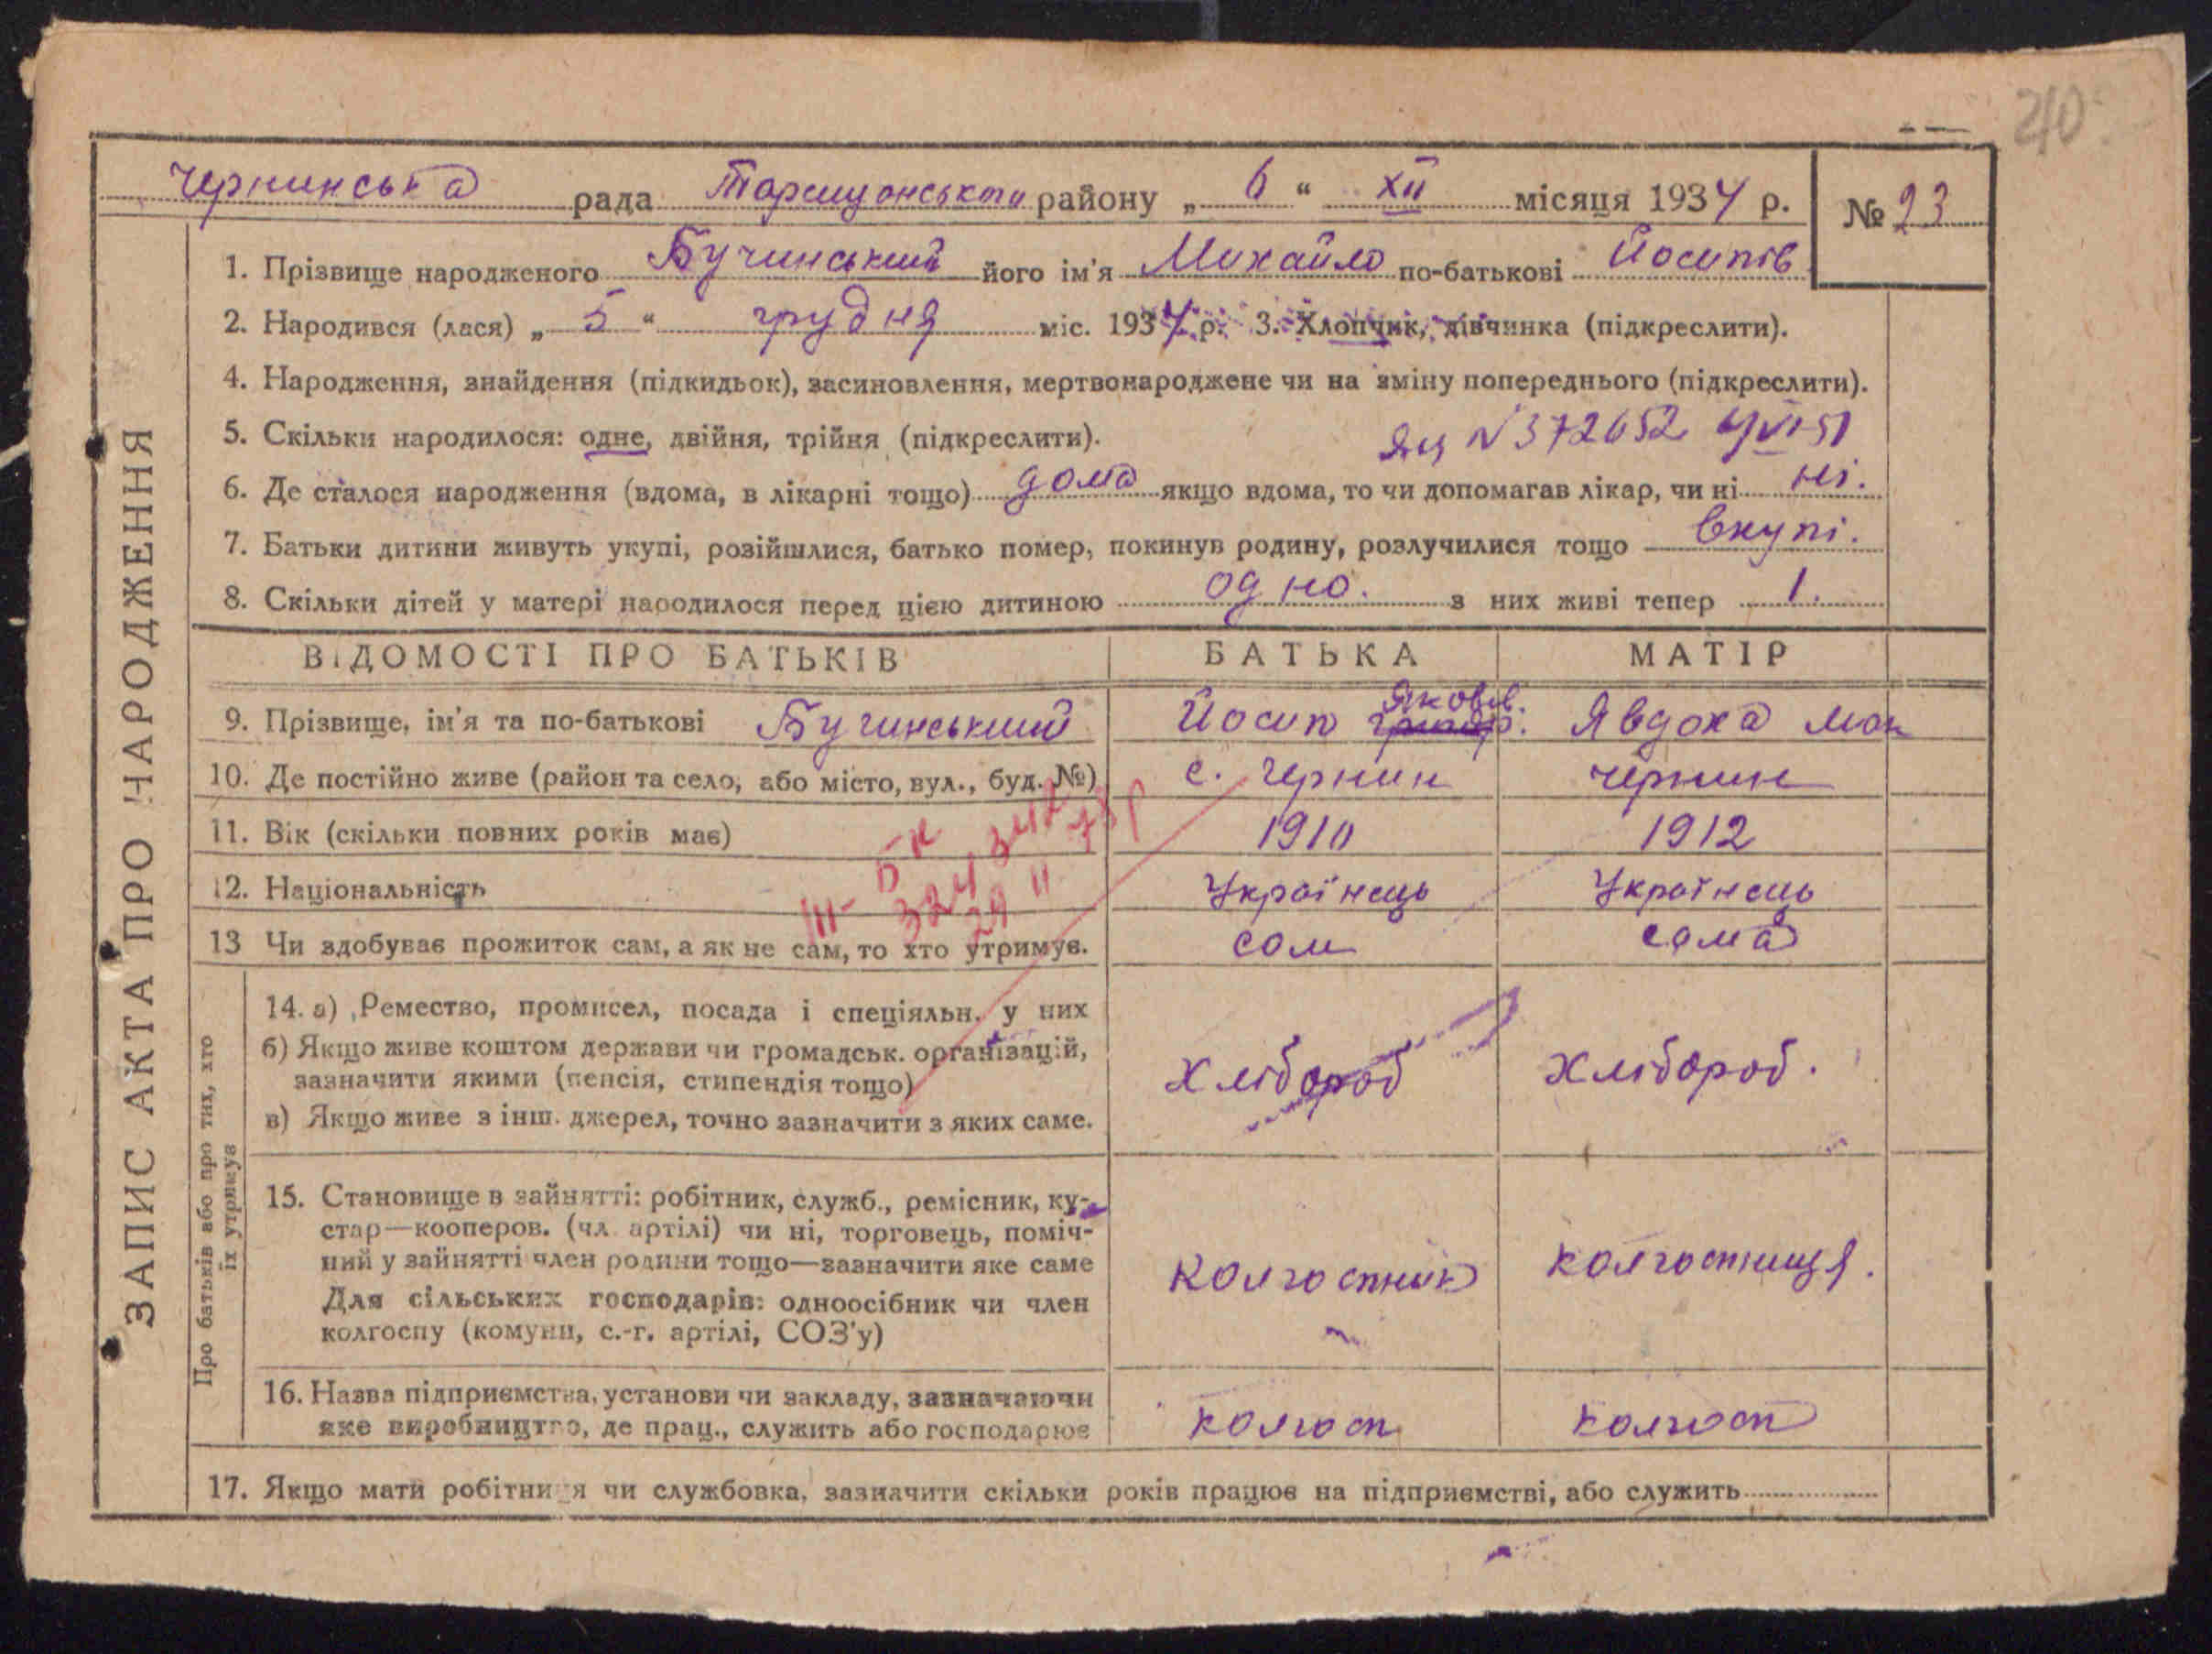 240
Чернинська рада Таращанського району „ 6 “ XII місяця 1934 р. № 23
1. Прізвище народженого Бучинський його ім'я Михайло по-батькові Йосипів
2. Народився (лася) „ 5 “ грудня міс. 1934 р. 3. Хлопчик, дівчинка (підкреслити).
4. Народження, знайдення (підкидьок), засиновлення, мертвонароджене чи на зміну попереднього (підкреслити).
5. Скільки народилося: одне, двійня, трійня (підкреслити).
N 372652
6. Де сталося народження (вдома, в лікарні тощо) дома якщо вдома, то чи допомагав лікар, чи ні ні.
7. Батьки дитини живуть укупі, розійшлися, батько помер, покинув родину, розлучилися тощо вкупі.
8. Скільки дітей у матері народилося перед цією дитиною одно. з них живі тепер 1.
ЗАПИС АКТА ПРО НАРОДЖЕННЯ
ВІДОМОСТІ ПРО БАТЬКІВ БАТЬКА МАТІР
9. Прізвище, ім'я та по-батькові Бучинський Йосип Яковів. Явдоха Мак
10. Де постійно живе (район та село, або місто, вул., буд. №) с. Чернин Чернин
11. Вік (скільки повних років має) 1910 1912
12. Національність Українець Українець
13 Чи здобуває прожиток сам, а як не сам, то хто утримує. сам сама
Про батьків або про тих, хто
їх утримує
14. а) Ремество, промисел, посада і спеціяльн. у них
б) Якщо живе коштом держави чи громадськ. організацій,
зазначити якими (пенсія, стипендія тощо)
в) Якщо живе з інш. джерел, точно зазначити з яких саме.
Хлібороб Хлібороб.
15. Становище в зайнятті: робітник, служб., ремісник, ку-
стар—кооперов. (чл. артілі) чи ні, торговець, поміч-
ний у зайнятті член родини тощо—зазначити яке саме
Для сільських господарів: одноосібник чи член
колгоспу (комуни, с.-г. артілі, СОЗ'у)
колгоспник колгоспниця.
16. Назва підприємства, установи чи закладу, зазначаючи
яке виробництво, де прац., служить або господарює
колгосп колгосп
17. Якщо мати робітниця чи службовка, зазначити скільки років працює на підприємстві, або служить